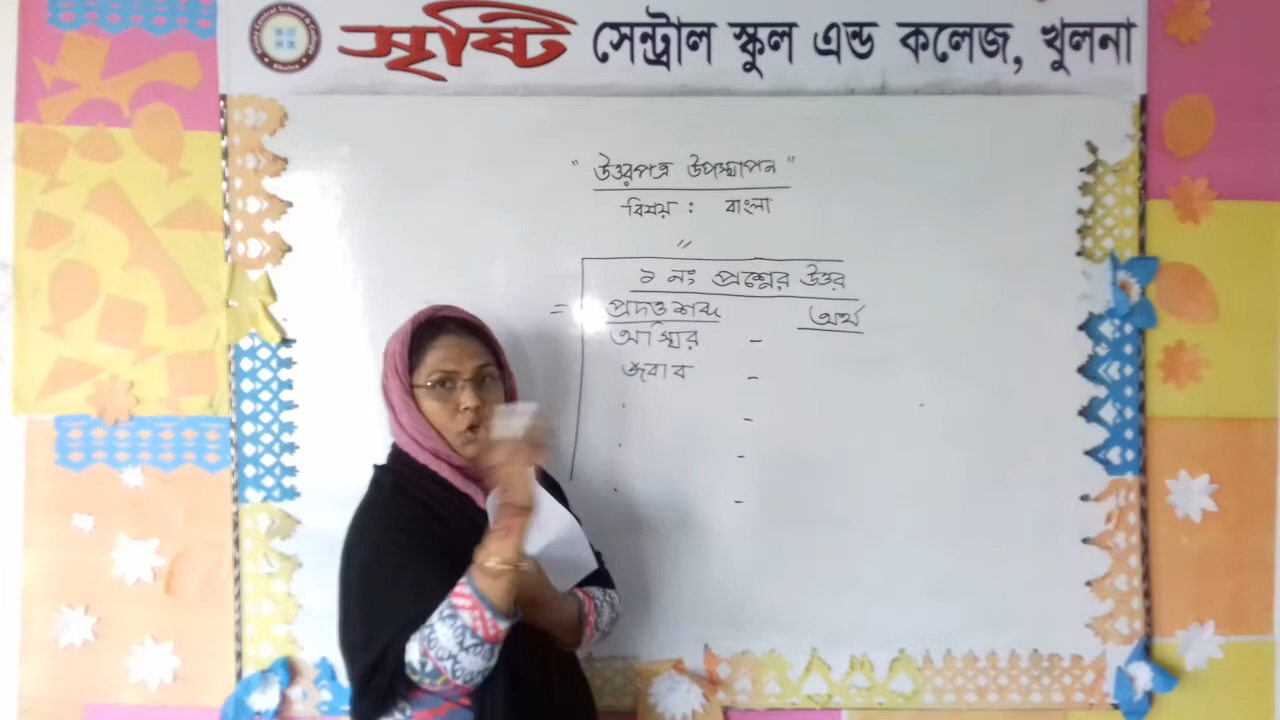 সৃষ্টি সেন্ট্রাল স্কুল এন্ড কলেজ, খুলনা
" উত্তরপত্র উপস্থাপন "
বিষয় : বাংলা
১ নং প্রশ্নের উত্তর
= প্রদত্ত শব্দ অর্থ
অস্থির –
জবাব –